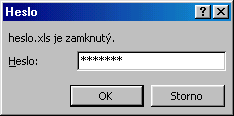 Heslo
heslo.xls je zamknutý.
Heslo: *******
OK Storno